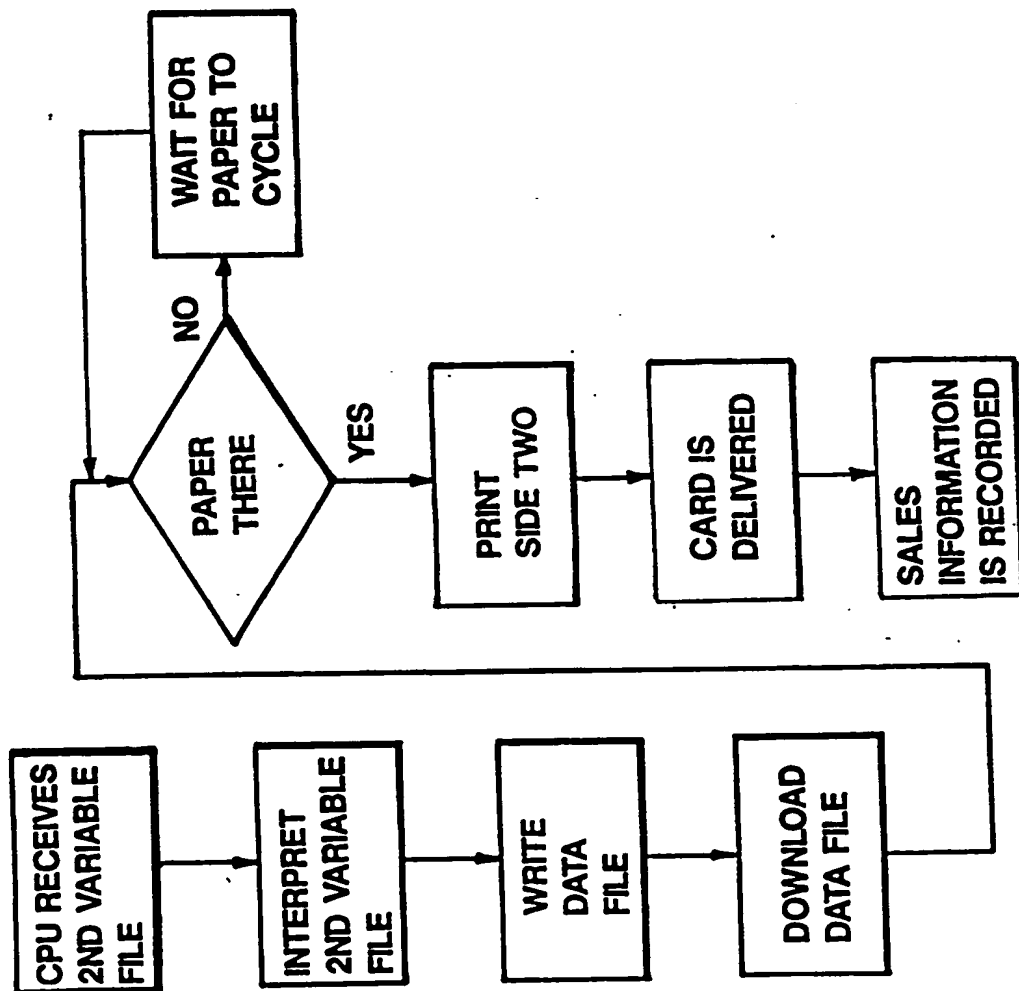 CPU RECEIVES
2ND VARIABLE
FILE
INTERPRET
2ND VARIABLE
FILE
WRITE
DATA
FILE
DOWNLOAD
DATA FILE
PAPER
THERE
NO
WAIT FOR
PAPER TO
CYCLE
YES
PRINT
SIDE TWO
CARD IS
DELIVERED
SALES
INFORMATION
IS RECORDED